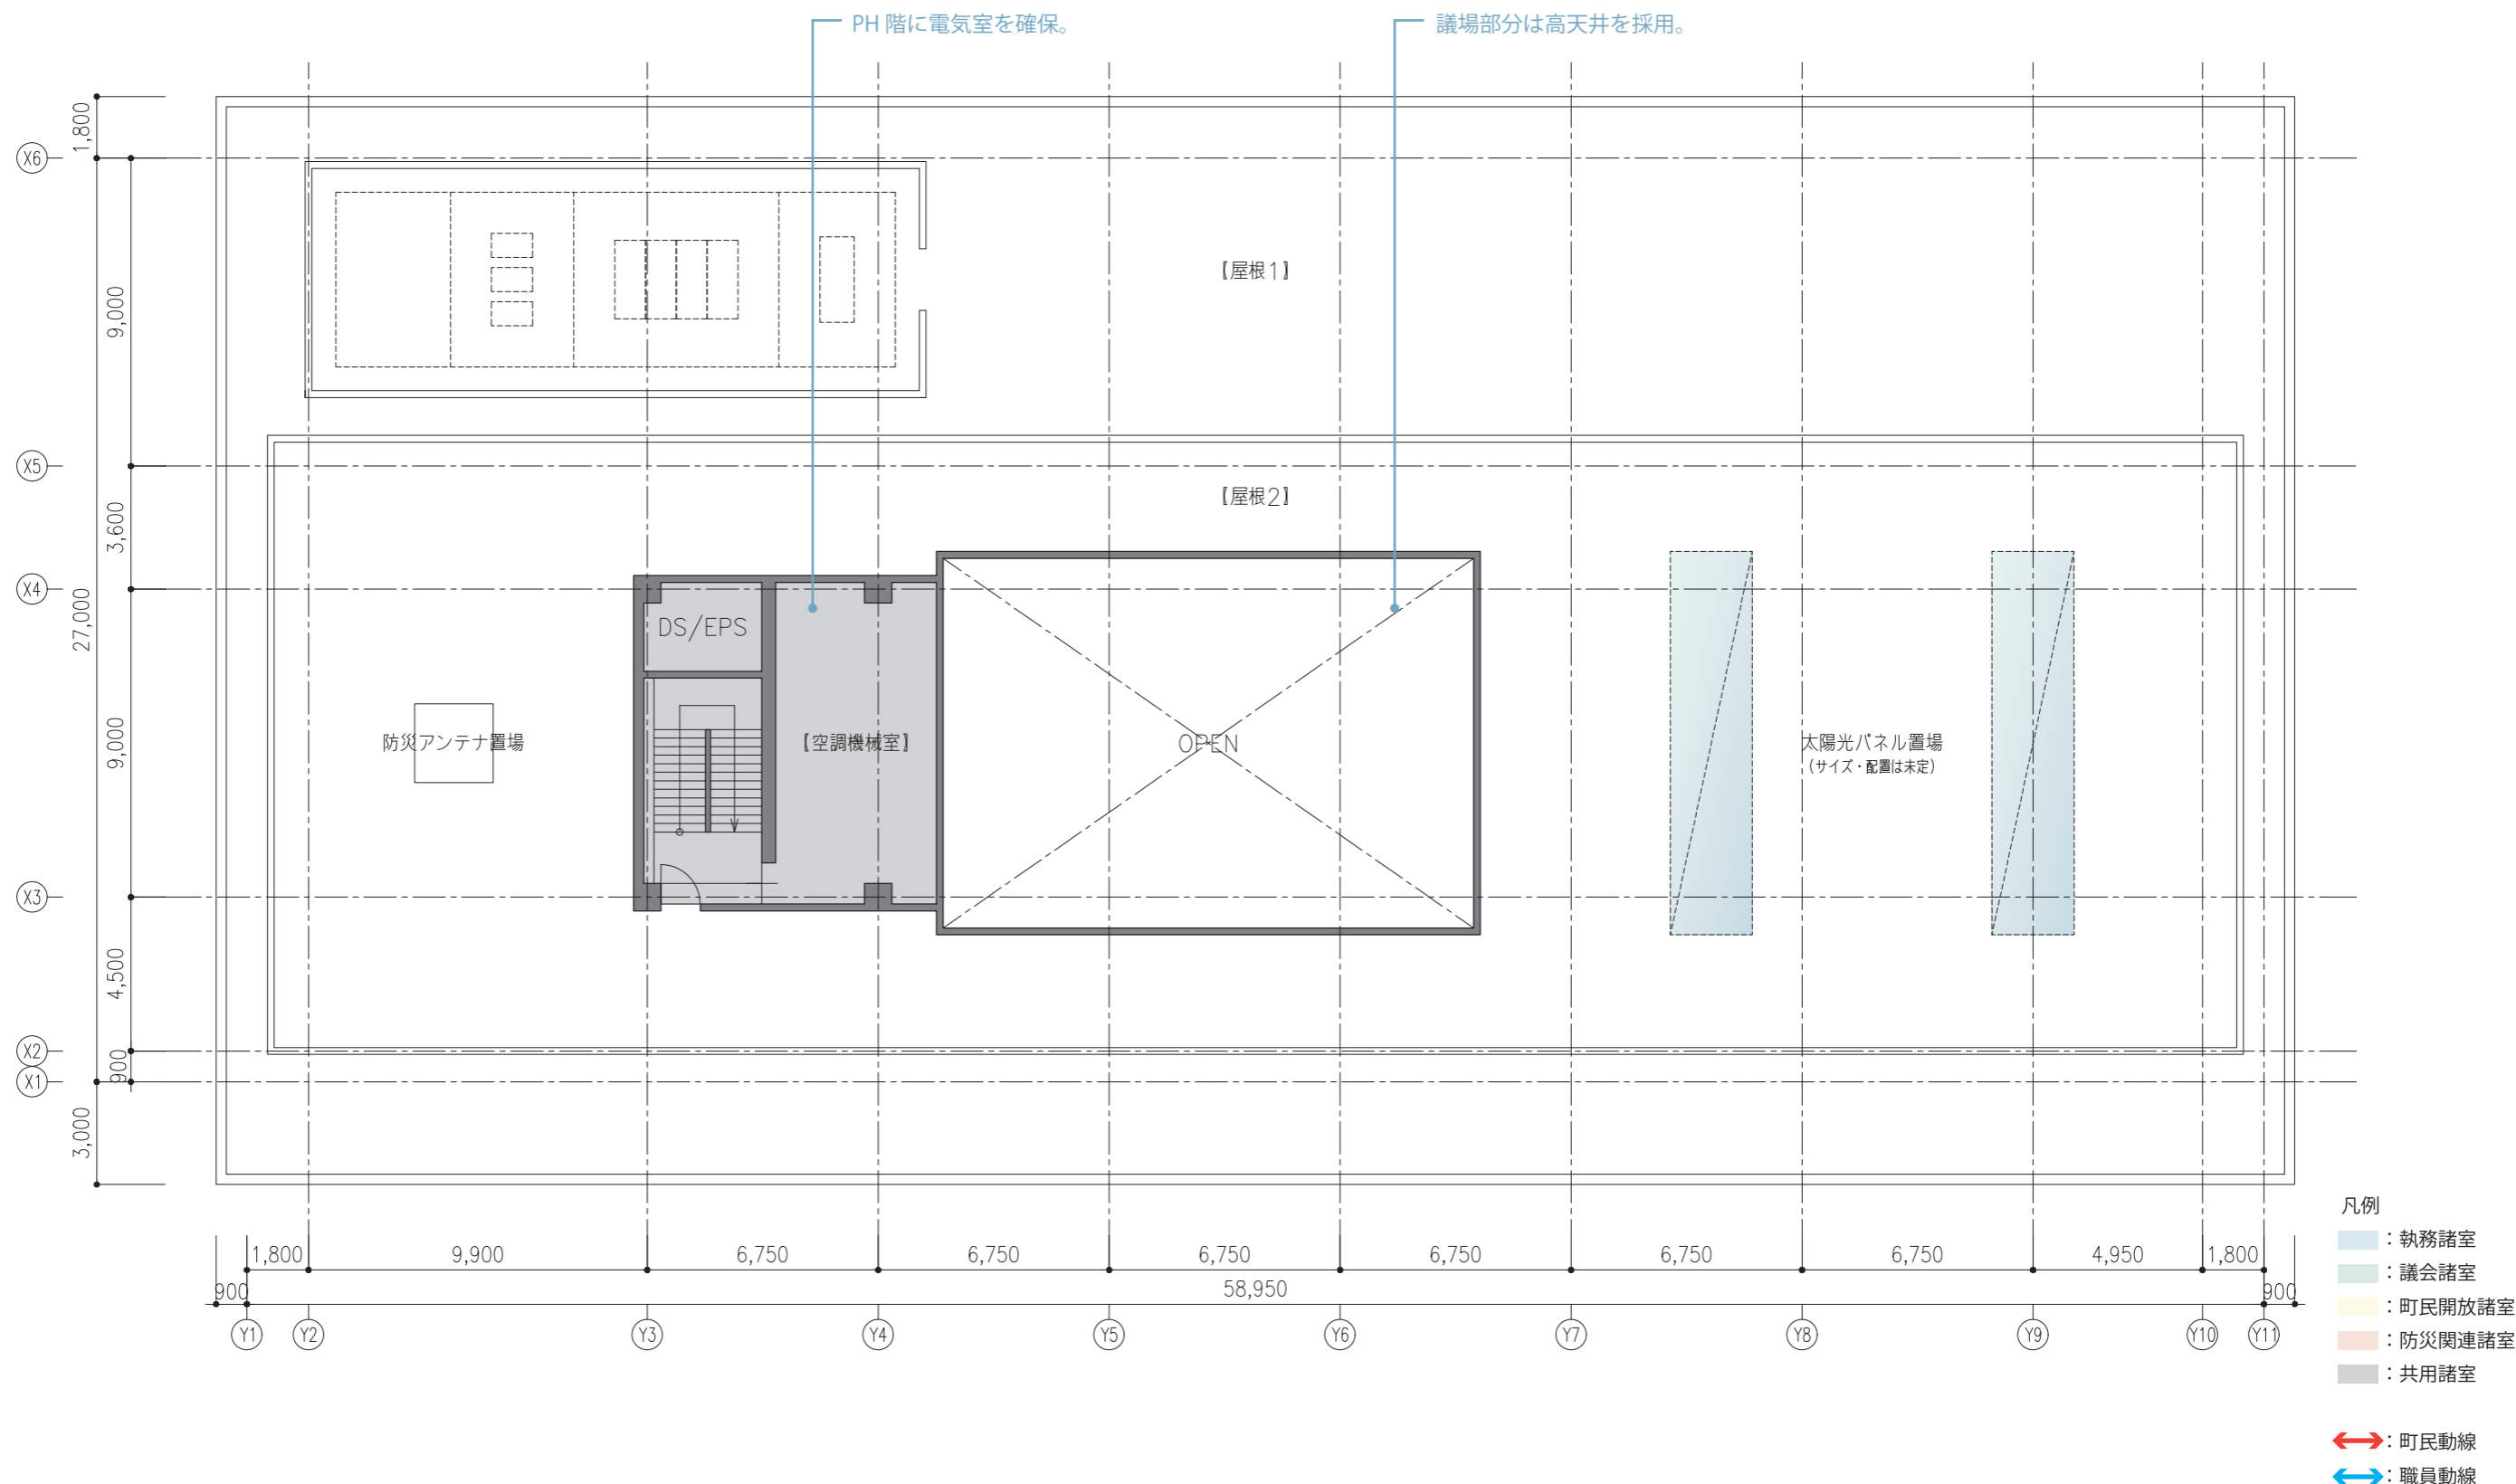 PH 階に電気室を確保。
議場部分は高天井を採用。
1,800
X6
9,000
【屋根1】
X5
3,600
【屋根2】
X4
27,000
DS/EPS
9,000
防災アンテナ置場
【空調機械室】
OPEN
太陽光パネル置場
（サイズ・配置は未定）
X3
4,500
X2
900
X1
3,000
1,800
9,900
6,750
6,750
6,750
6,750
6,750
6,750
4,950
1,800
900
58,950
900
Y1
Y2
Y3
Y4
Y5
Y6
Y7
Y8
Y9
Y10
Y11
凡例
：執務諸室
：議会諸室
：町民開放諸室
：防災関連諸室
：共用諸室
：町民動線
：職員動線